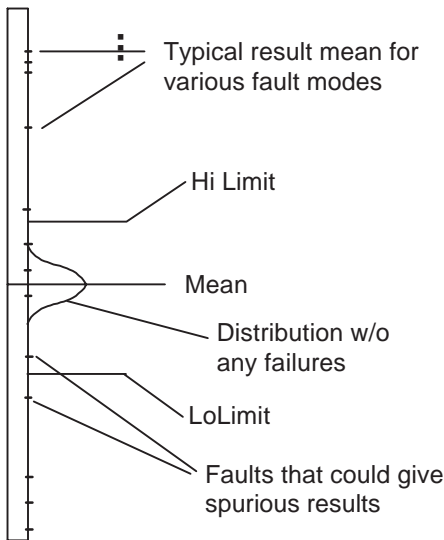 Typical result mean for
various fault modes
Hi Limit
Mean
Distribution w/o
any failures
LoLimit
Faults that could give
spurious results